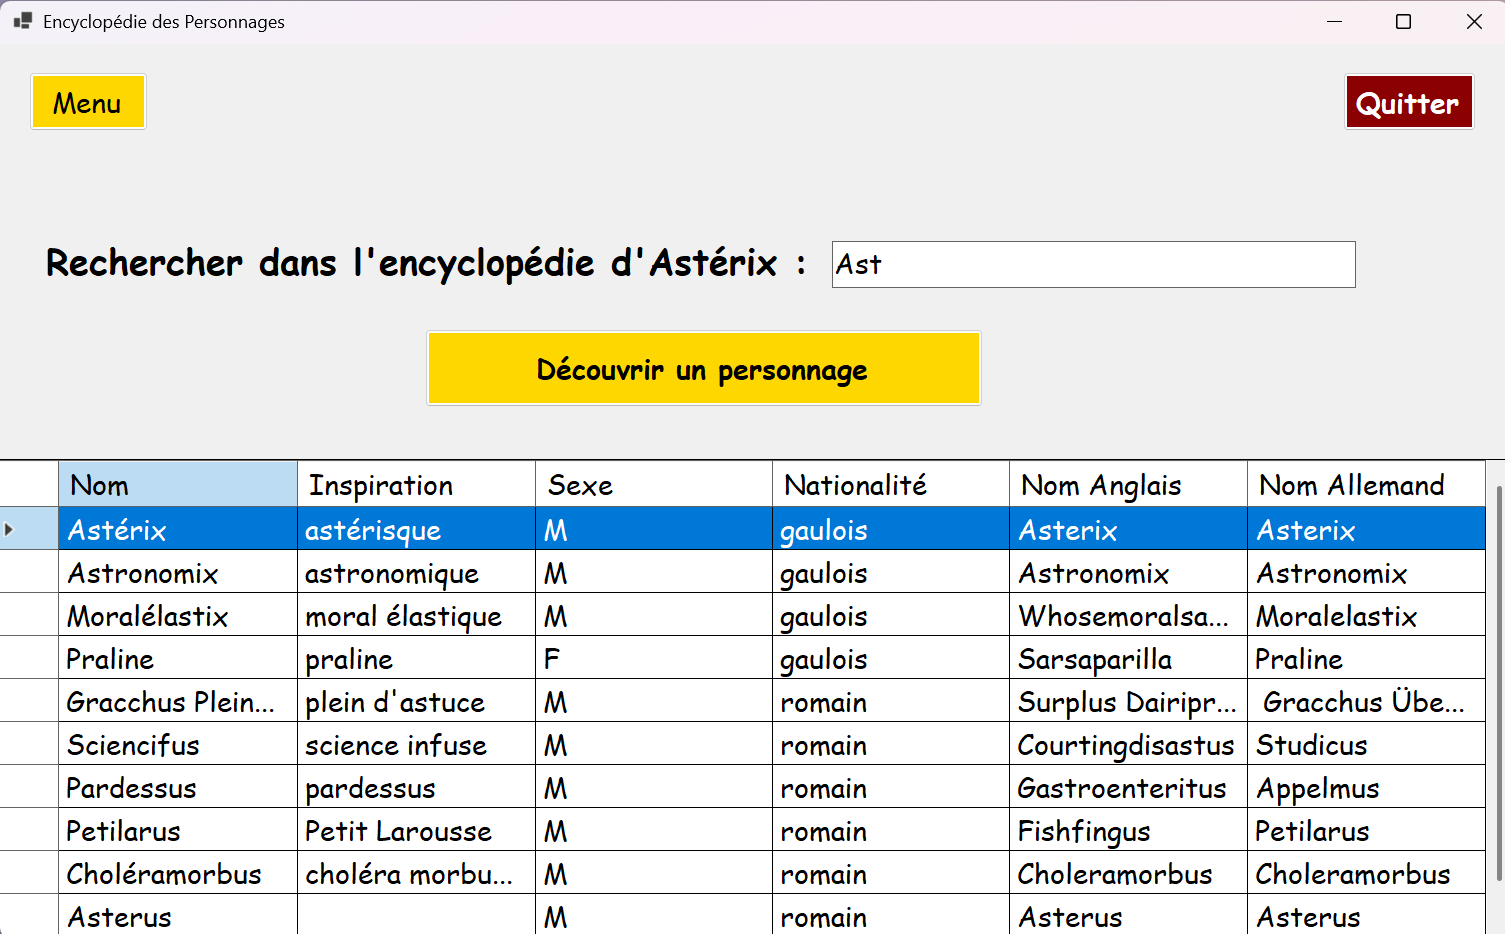 Encyclopédie des Personnages
Menu
Quitter
Rechercher dans l'encyclopédie d'Astérix :
Ast
Découvrir un personnage
Nom Inspiration Sexe Nationalité Nom Anglais Nom Allemand
Astérix astérisque M gaulois Asterix Asterix
Astronomix astronomique M gaulois Astronomix Astronomix
Moralélastix moral élastique M gaulois Whosemoralsa... Moralelastix
Praline praline F gaulois Sarsaparilla Praline
Gracchus Plein... plein d'astuce M romain Surplus Dairipr... Gracchus Übe...
Sciencifus science infuse M romain Courtingdisastus Studicus
Pardessus pardessus M romain Gastroenteritus Appelmus
Petilarus Petit Larousse M romain Fishfingus Petilarus
Choléramorbus choléra morbu... M romain Choleramorbus Choleramorbus
Asterus M romain Asterus Asterus